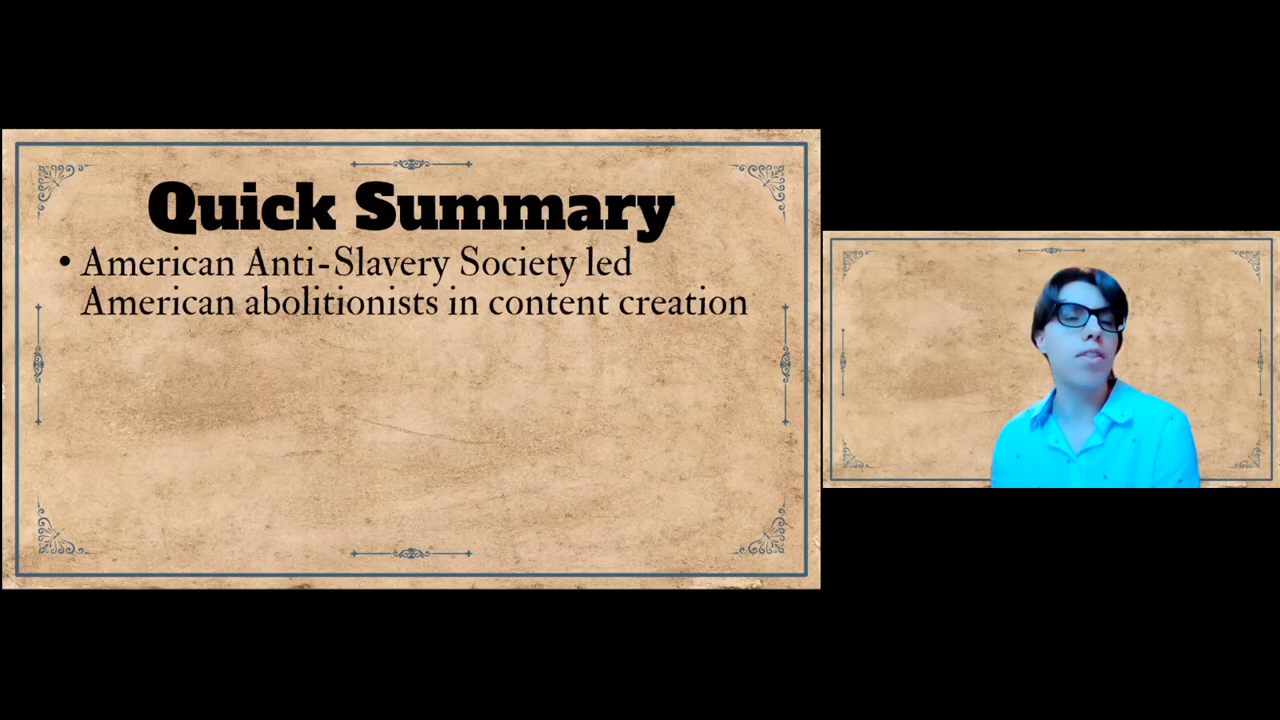 Quick Summary
• American Anti-Slavery Society led
American abolitionists in content creation